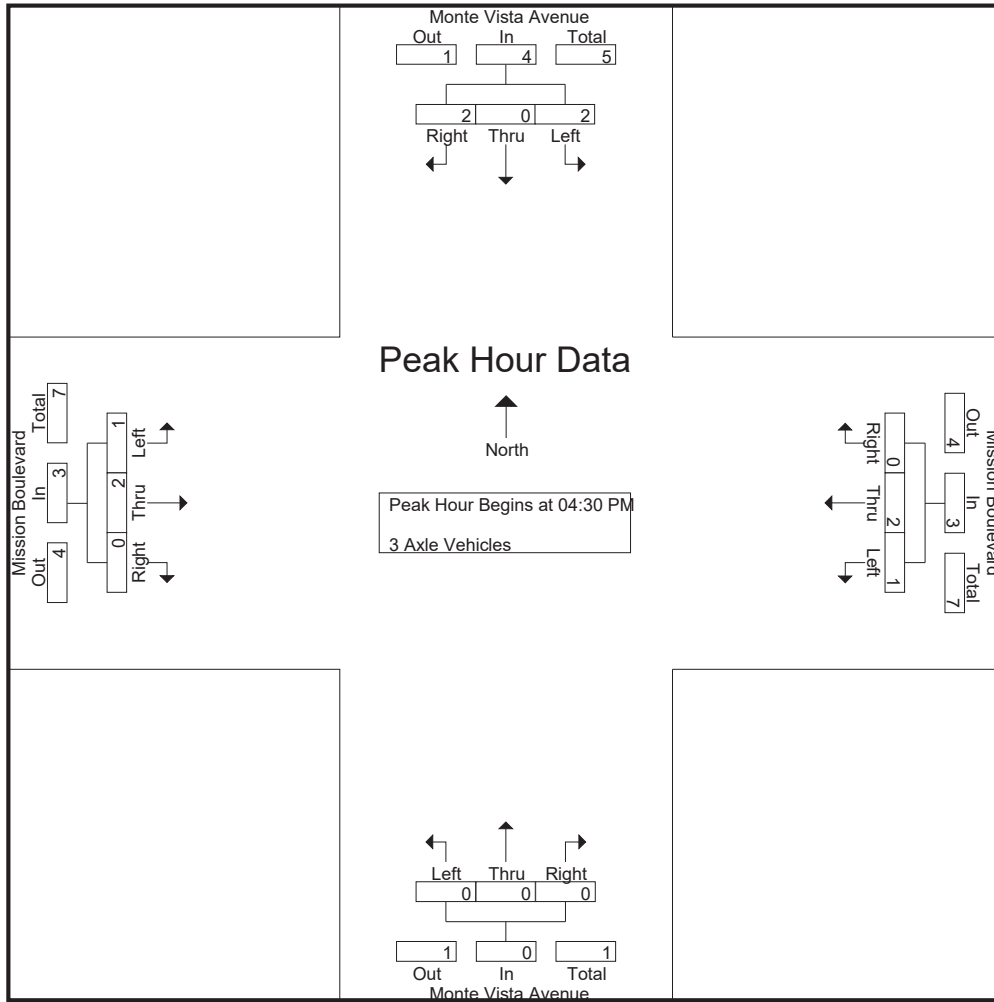 Monte Vista Avenue
Out In Total
1 4 5
2 0 2
Right Thru Left
Peak Hour Data
North
Peak Hour Begins at 04:30 PM
3 Axle Vehicles
Mission Boulevard
Out In Total
4 3 7
Right Thru Left
0 2 1
Mission Boulevard
Total In Out
7 3 4
1 2 0
Left Thru Right
Left Thru Right
0 0 0
1 0 1
Out In Total
Monte Vista Avenue